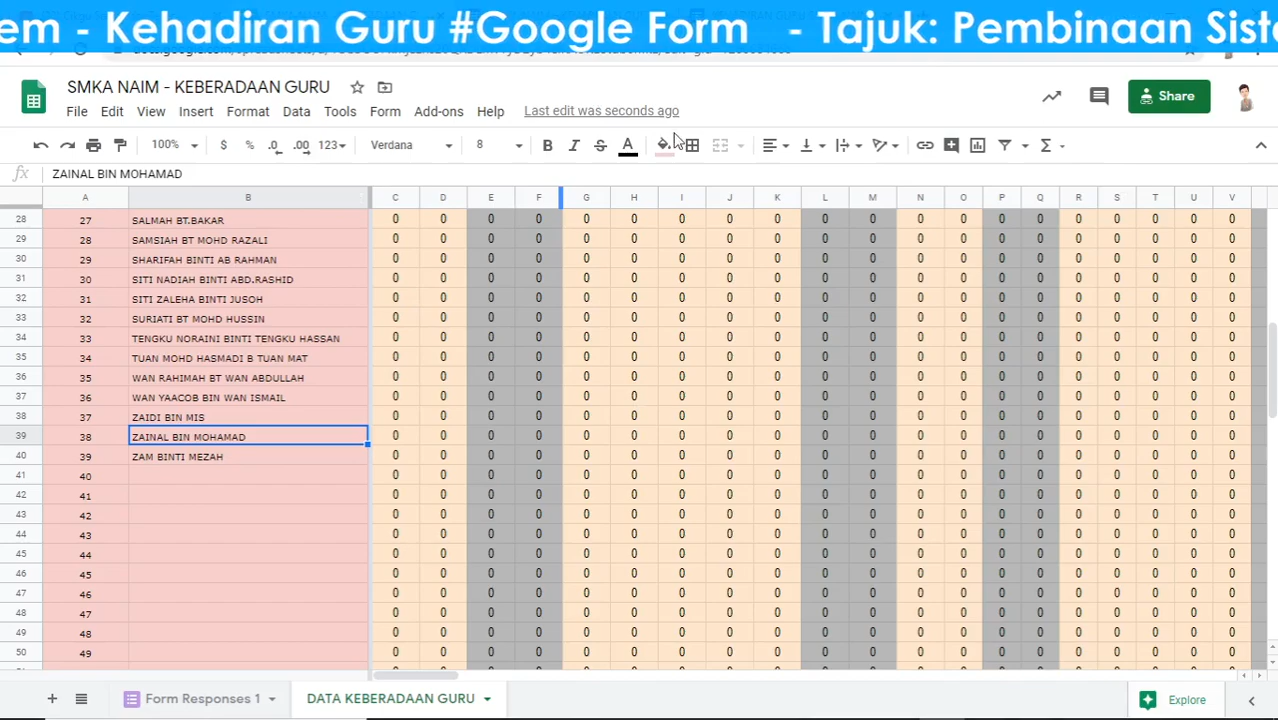 em - Kehadiran Guru #Google Form - Tajuk: Pembinaan Sist
SMKA NAIM - KEBERADAAN GURU
Share
File Edit View Insert Format Data Tools Form Add-ons Help Last edit was seconds ago
100% $ % .0 .00 123 Verdana 8 B I S A Σ
fx ZAINAL BIN MOHAMAD
A B C D E F G H I J K L M N O P Q R S T U V
28 27 SALMAH BT.BAKAR 0 0 0 0 0 0 0 0 0 0 0 0 0 0 0 0 0 0 0 0
29 28 SAMSIAH BT MOHD RAZALI 0 0 0 0 0 0 0 0 0 0 0 0 0 0 0 0 0 0 0 0
30 29 SHARIFAH BINTI AB RAHMAN 0 0 0 0 0 0 0 0 0 0 0 0 0 0 0 0 0 0 0 0
31 30 SITI NADIAH BINTI ABD.RASHID 0 0 0 0 0 0 0 0 0 0 0 0 0 0 0 0 0 0 0 0
32 31 SITI ZALEHA BINTI JUSOH 0 0 0 0 0 0 0 0 0 0 0 0 0 0 0 0 0 0 0 0
33 32 SURIATI BT MOHD HUSSIN 0 0 0 0 0 0 0 0 0 0 0 0 0 0 0 0 0 0 0 0
34 33 TENGKU NORAINI BINTI TENGKU HASSAN 0 0 0 0 0 0 0 0 0 0 0 0 0 0 0 0 0 0 0 0
35 34 TUAN MOHD HASMADI B TUAN MAT 0 0 0 0 0 0 0 0 0 0 0 0 0 0 0 0 0 0 0 0
36 35 WAN RAHIMAH BT WAN ABDULLAH 0 0 0 0 0 0 0 0 0 0 0 0 0 0 0 0 0 0 0 0
37 36 WAN YAACOB BIN WAN ISMAIL 0 0 0 0 0 0 0 0 0 0 0 0 0 0 0 0 0 0 0 0
38 37 ZAIDI BIN MIS 0 0 0 0 0 0 0 0 0 0 0 0 0 0 0 0 0 0 0 0
39 38 ZAINAL BIN MOHAMAD 0 0 0 0 0 0 0 0 0 0 0 0 0 0 0 0 0 0 0 0
40 39 ZAM BINTI MEZAH 0 0 0 0 0 0 0 0 0 0 0 0 0 0 0 0 0 0 0 0
41 40 0 0 0 0 0 0 0 0 0 0 0 0 0 0 0 0 0 0 0 0
42 41 0 0 0 0 0 0 0 0 0 0 0 0 0 0 0 0 0 0 0 0
43 42 0 0 0 0 0 0 0 0 0 0 0 0 0 0 0 0 0 0 0 0
44 43 0 0 0 0 0 0 0 0 0 0 0 0 0 0 0 0 0 0 0 0
45 44 0 0 0 0 0 0 0 0 0 0 0 0 0 0 0 0 0 0 0 0
46 45 0 0 0 0 0 0 0 0 0 0 0 0 0 0 0 0 0 0 0 0
47 46 0 0 0 0 0 0 0 0 0 0 0 0 0 0 0 0 0 0 0 0
48 47 0 0 0 0 0 0 0 0 0 0 0 0 0 0 0 0 0 0 0 0
49 48 0 0 0 0 0 0 0 0 0 0 0 0 0 0 0 0 0 0 0 0
50 49 0 0 0 0 0 0 0 0 0 0 0 0 0 0 0 0 0 0 0 0
Form Responses 1 DATA KEBERADAAN GURU Explore